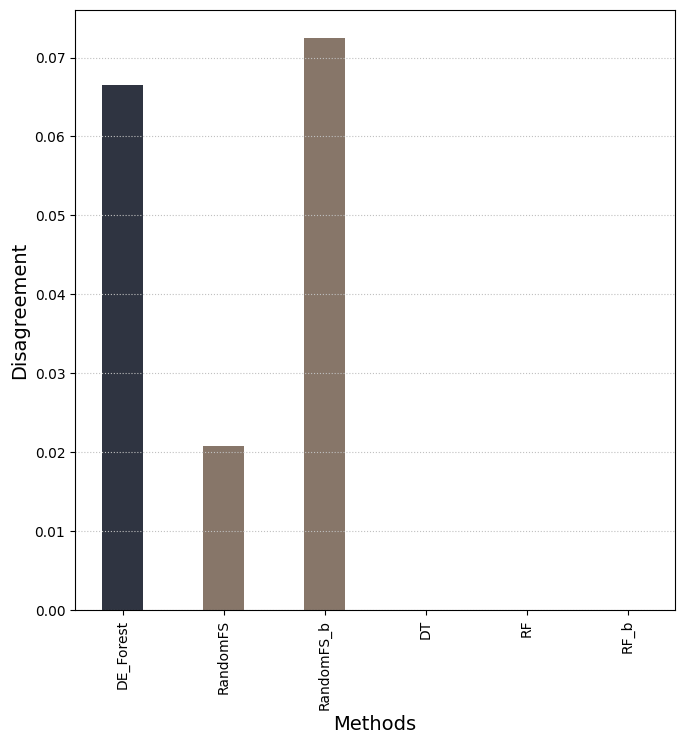 Disagreement
0.07
0.06
0.05
0.04
0.03
0.02
0.01
0.00
DE_Forest
RandomFS
RandomFS_b
DT
RF
RF_b
Methods